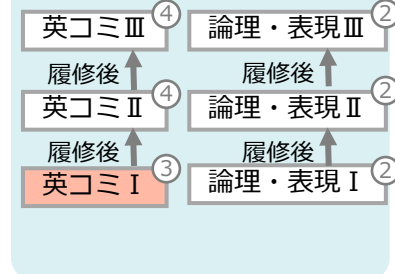 英コミⅢ ④ 論理・表現Ⅲ ②
履修後 履修後
英コミⅡ ④ 論理・表現Ⅱ ②
履修後 履修後
英コミⅠ ③ 論理・表現Ⅰ ②